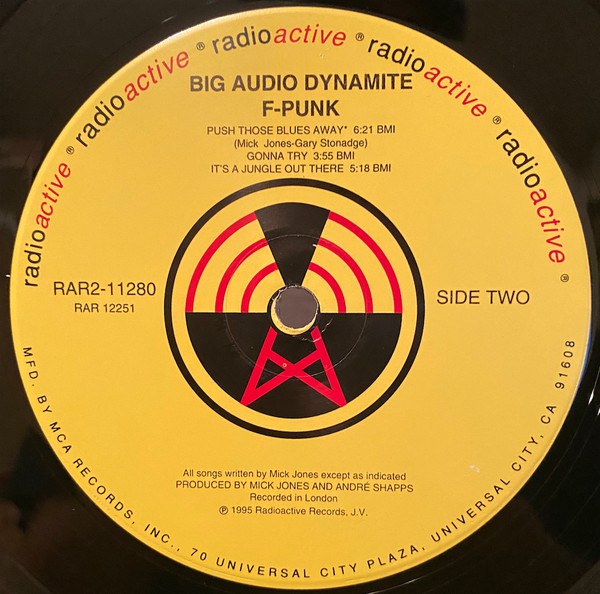 radioactive ® radioactive ® radioactive ® radioactive ® radioactive ®
BIG AUDIO DYNAMITE
F-PUNK
PUSH THOSE BLUES AWAY* 6:21 BMI
(Mick Jones-Gary Stonadge)
GONNA TRY 3:55 BMI
IT'S A JUNGLE OUT THERE 5:18 BMI
RAR2-11280
RAR 12251
SIDE TWO
All songs written by Mick Jones except as indicated
PRODUCED BY MICK JONES AND ANDRÉ SHAPPS
Recorded in London
℗ 1995 Radioactive Records, J.V.
MFD. BY MCA RECORDS, INC., 70 UNIVERSAL CITY PLAZA, UNIVERSAL CITY, CA 91608